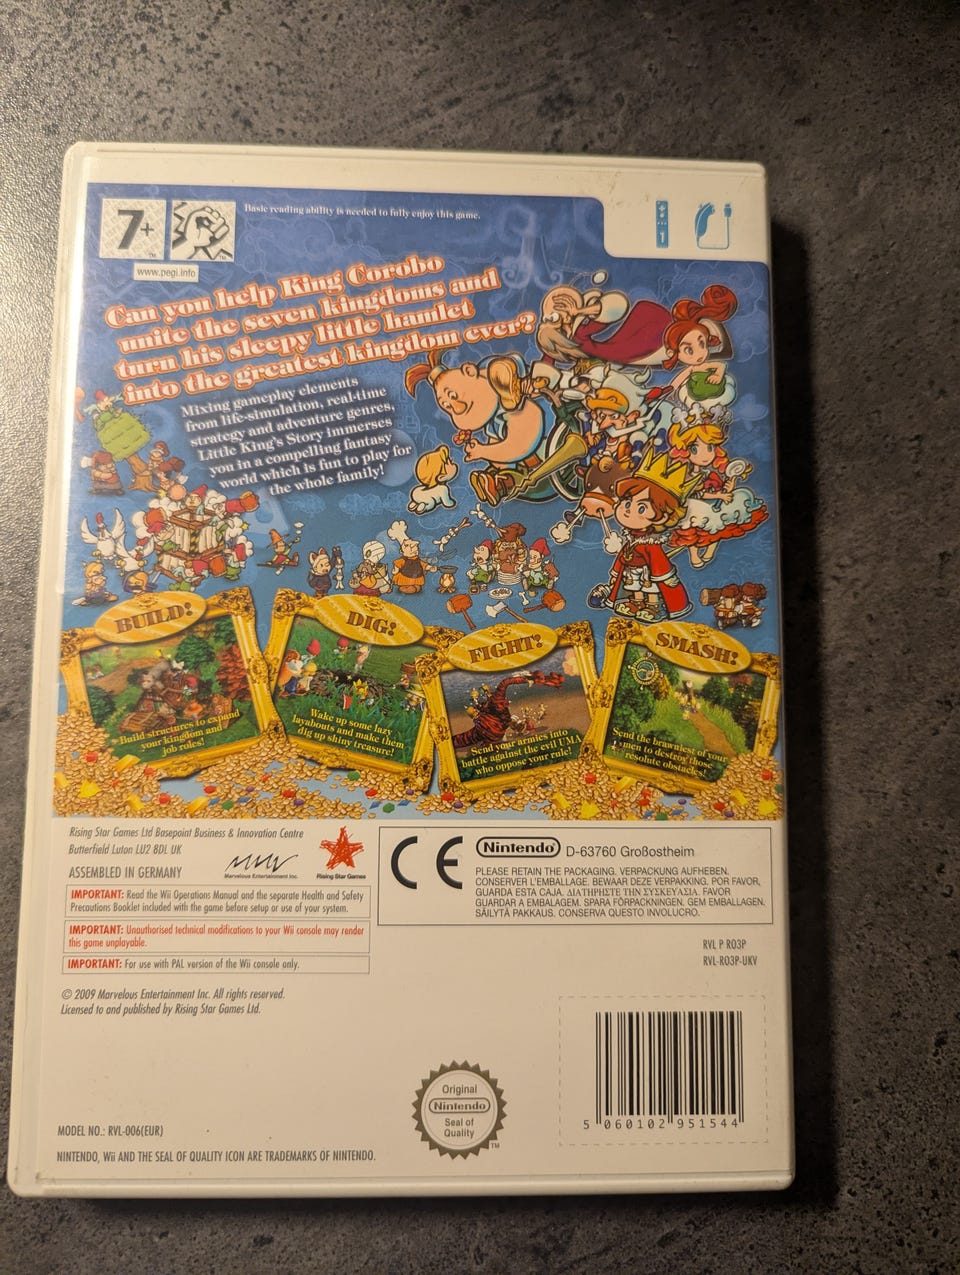 7+
TM
TM
www.pegi.info
Basic reading ability is needed to fully enjoy this game.
1
Can you help King Corobo
unite the seven kingdoms and
turn his sleepy little hamlet
into the greatest kingdom ever?
Mixing gameplay elements
from life-simulation, real-time
strategy and adventure genres,
Little King's Story immerses
you in a compelling fantasy
world which is fun to play for
the whole family!
BUILD!
Build structures to expand
your kingdom and
job roles!
DIG!
Wake up some lazy
layabouts and make them
dig up shiny treasure!
FIGHT!
Send your armies into
battle against the evil UMA
who oppose your rule!
SMASH!
Send the brawniest of your
men to destroy those
resolute obstacles!
Rising Star Games Ltd Basepoint Business & Innovation Centre
Butterfield Luton LU2 8DL UK
ASSEMBLED IN GERMANY
Marvelous Entertainment Inc.
Rising Star Games
IMPORTANT: Read the Wii Operations Manual and the separate Health and Safety
Precautions Booklet included with the game before setup or use of your system.
IMPORTANT: Unauthorised technical modifications to your Wii console may render
this game unplayable.
IMPORTANT: For use with PAL version of the Wii console only.
© 2009 Marvelous Entertainment Inc. All rights reserved.
Licensed to and published by Rising Star Games Ltd.
CE
Nintendo® D-63760 Großostheim
PLEASE RETAIN THE PACKAGING. VERPACKUNG AUFHEBEN.
CONSERVER L'EMBALLAGE. BEWAAR DEZE VERPAKKING. POR FAVOR,
GUARDA ESTA CAJA. ΔΙΑΤΗΡΗΣΤΕ ΤΗΝ ΣΥΣΚΕΥΑΣΙΑ. FAVOR
GUARDAR A EMBALAGEM. SPARA FÖRPACKNINGEN. GEM EMBALLAGEN.
SÄILYTÄ PAKKAUS. CONSERVA QUESTO INVOLUCRO.
RVL P R03P
RVL-R03P-UKV
Original
Nintendo
Seal of
Quality
TM
5 060102 951544
MODEL NO.: RVL-006(EUR)
NINTENDO, Wii AND THE SEAL OF QUALITY ICON ARE TRADEMARKS OF NINTENDO.